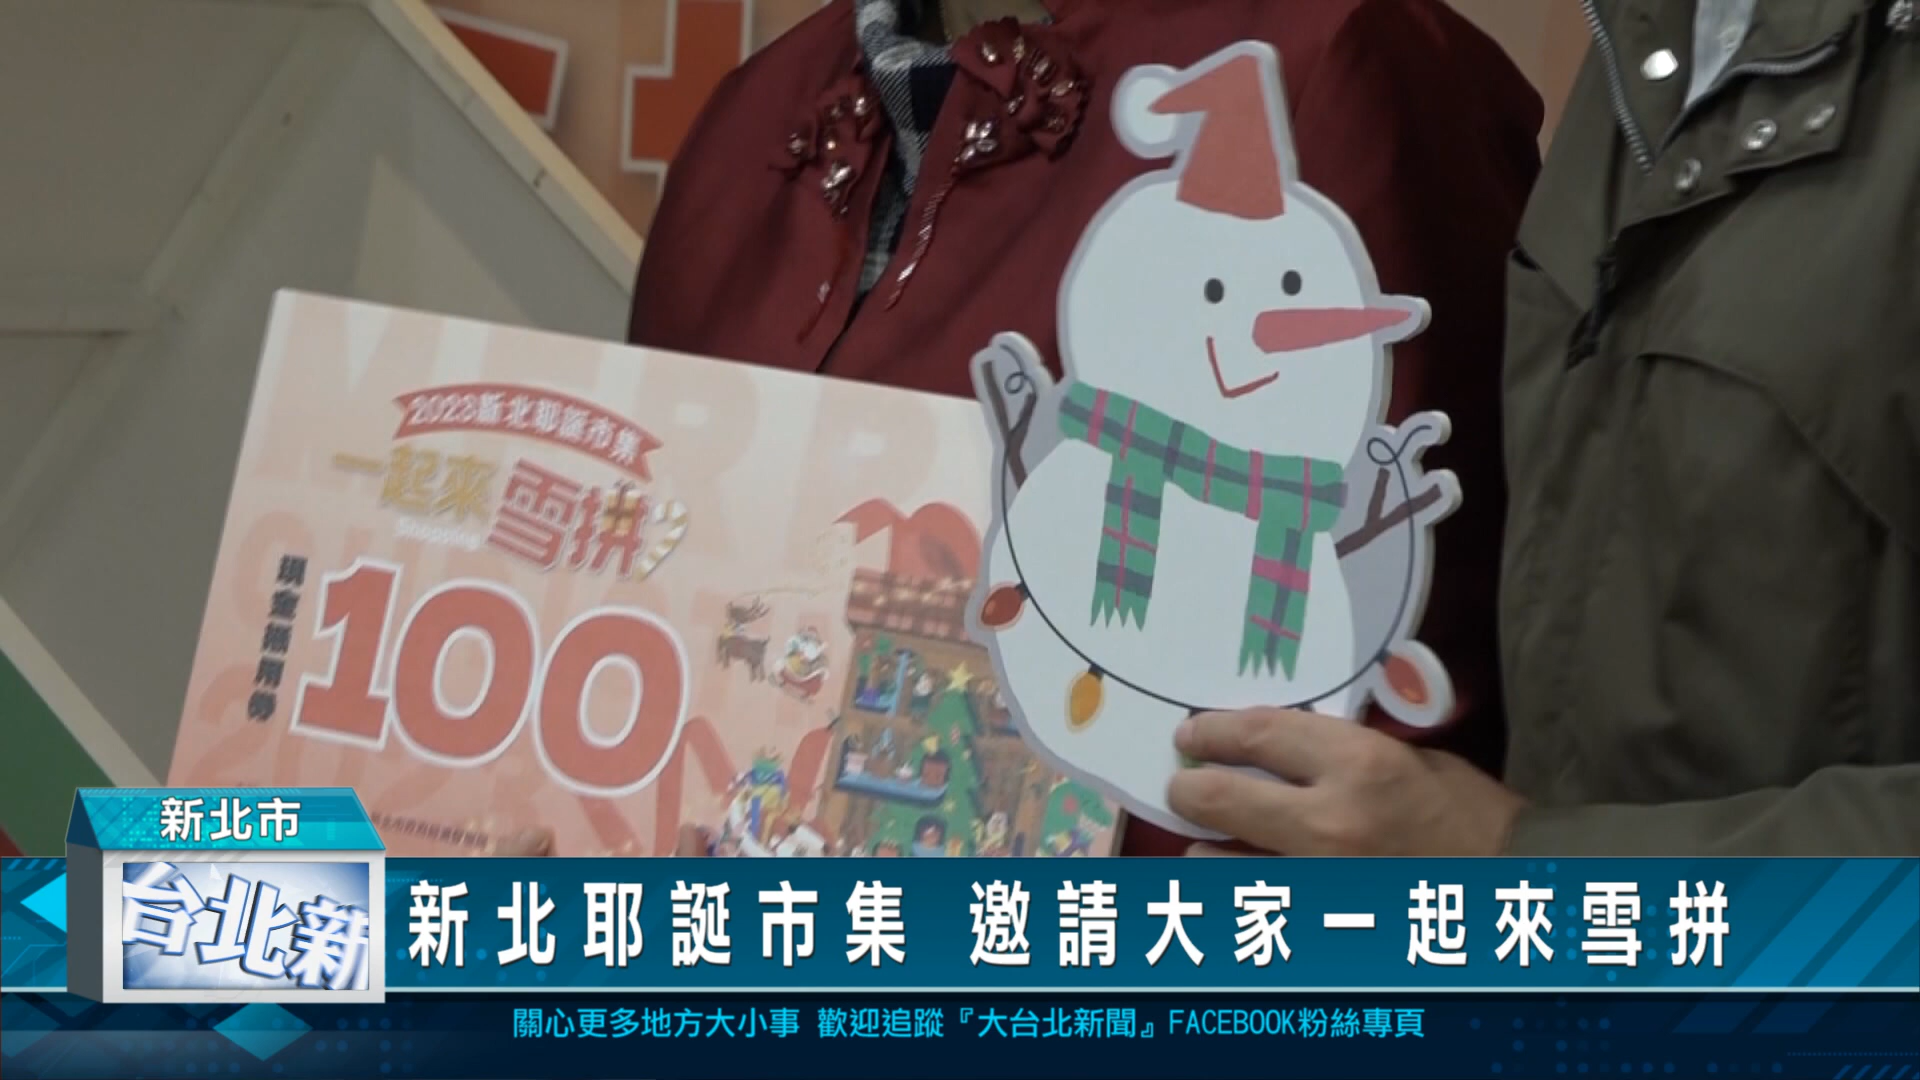 2023新北耶誕市集
一起來雪拼
Shopping
現金抵用券
100
新北市
台北新
新北耶誕市集 邀請大家一起來雪拼
關心更多地方大小事 歡迎追蹤『大台北新聞』FACEBOOK粉絲專頁